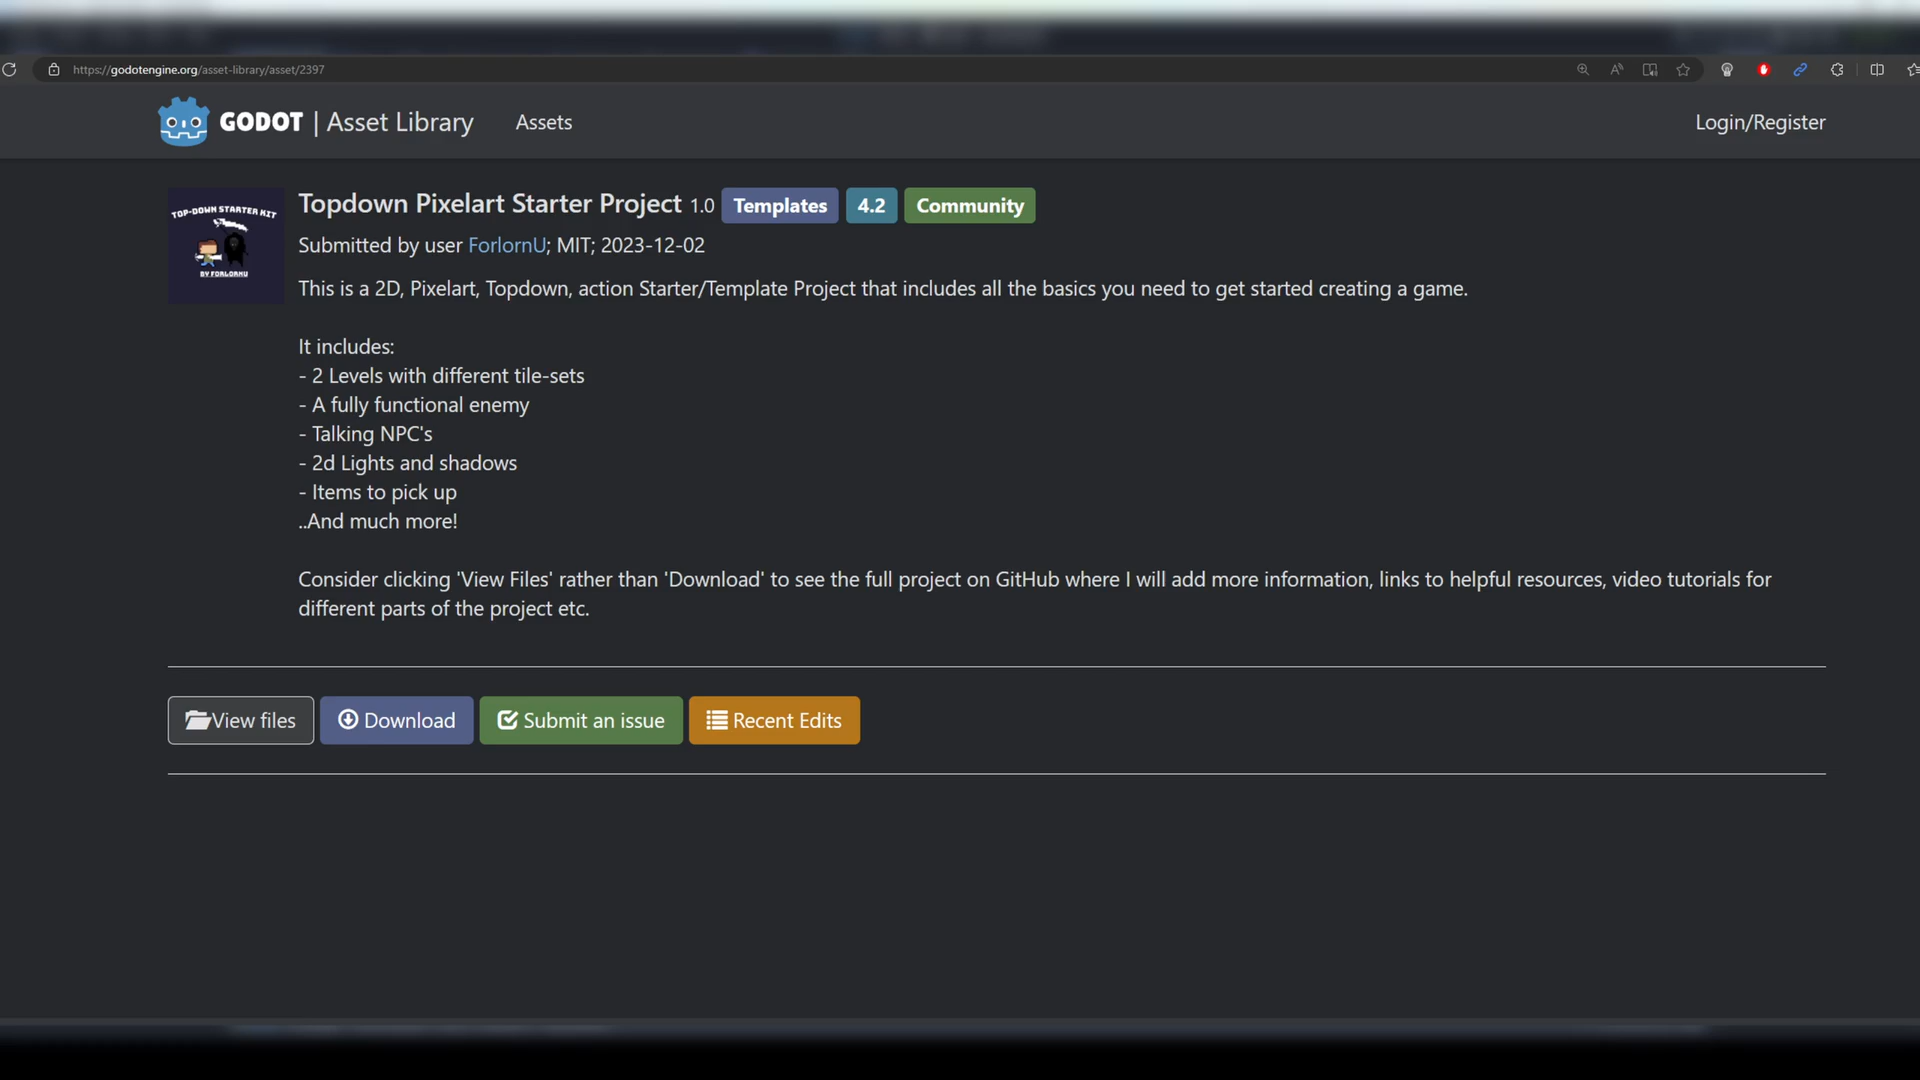 https://godotengine.org/asset-library/asset/2397
GODOT | Asset Library Assets Login/Register
TOP-DOWN STARTER KIT
BY FORLORNU
Topdown Pixelart Starter Project 1.0 Templates 4.2 Community
Submitted by user ForlornU; MIT; 2023-12-02
This is a 2D, Pixelart, Topdown, action Starter/Template Project that includes all the basics you need to get started creating a game.
It includes:
- 2 Levels with different tile-sets
- A fully functional enemy
- Talking NPC's
- 2d Lights and shadows
- Items to pick up
..And much more!
Consider clicking 'View Files' rather than 'Download' to see the full project on GitHub where I will add more information, links to helpful resources, video tutorials for
different parts of the project etc.
View files Download Submit an issue Recent Edits